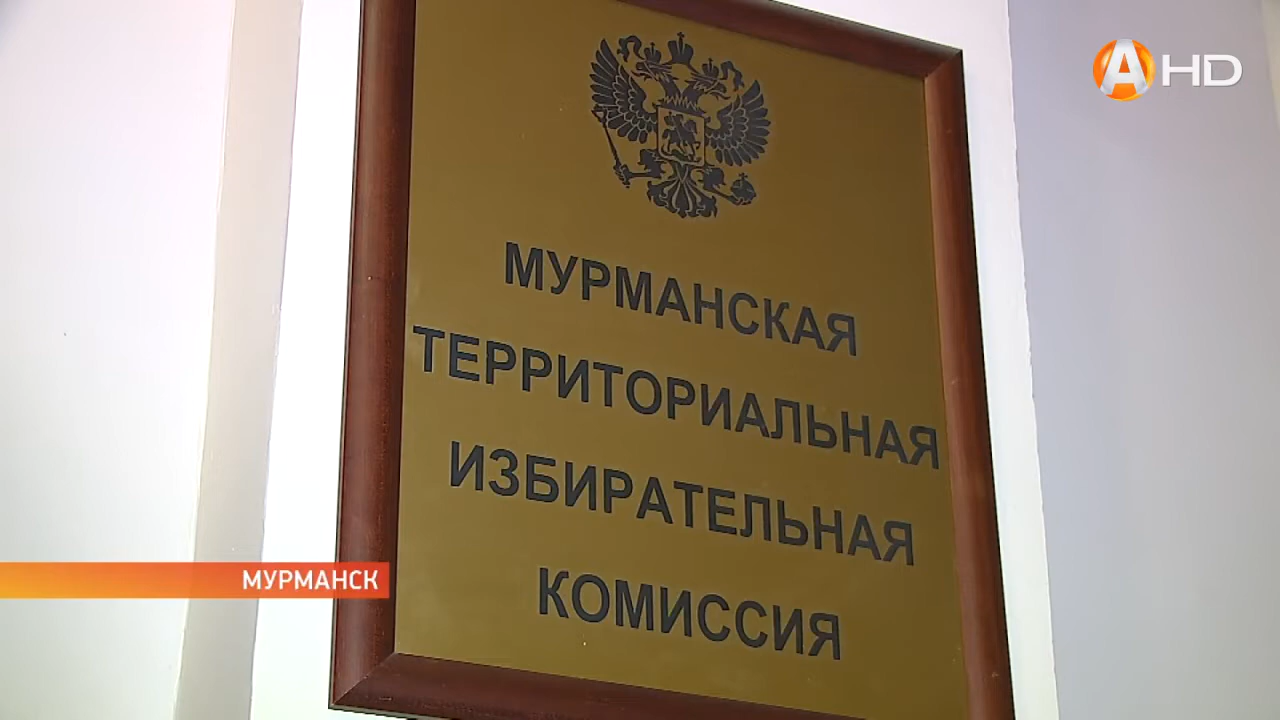 А HD
МУРМАНСКАЯ
ТЕРРИТОРИАЛЬНАЯ
ИЗБИРАТЕЛЬНАЯ
КОМИССИЯ
МУРМАНСК